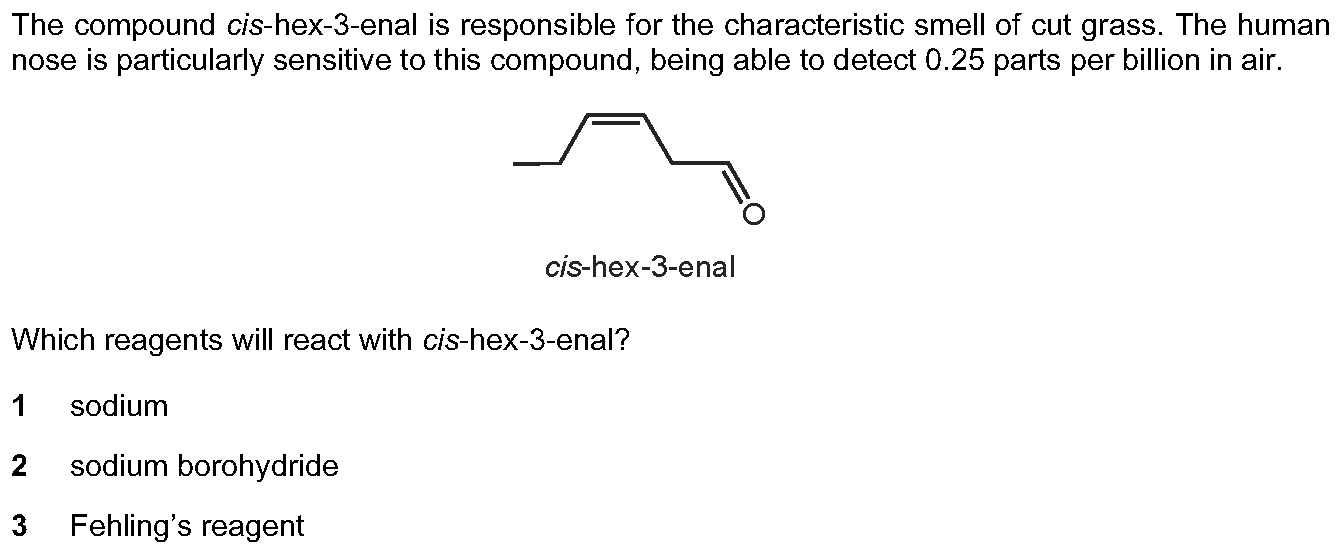 The compound cis-hex-3-enal is responsible for the characteristic smell of cut grass. The human
nose is particularly sensitive to this compound, being able to detect 0.25 parts per billion in air.
O
cis-hex-3-enal
Which reagents will react with cis-hex-3-enal?
1 sodium
2 sodium borohydride
3 Fehling’s reagent